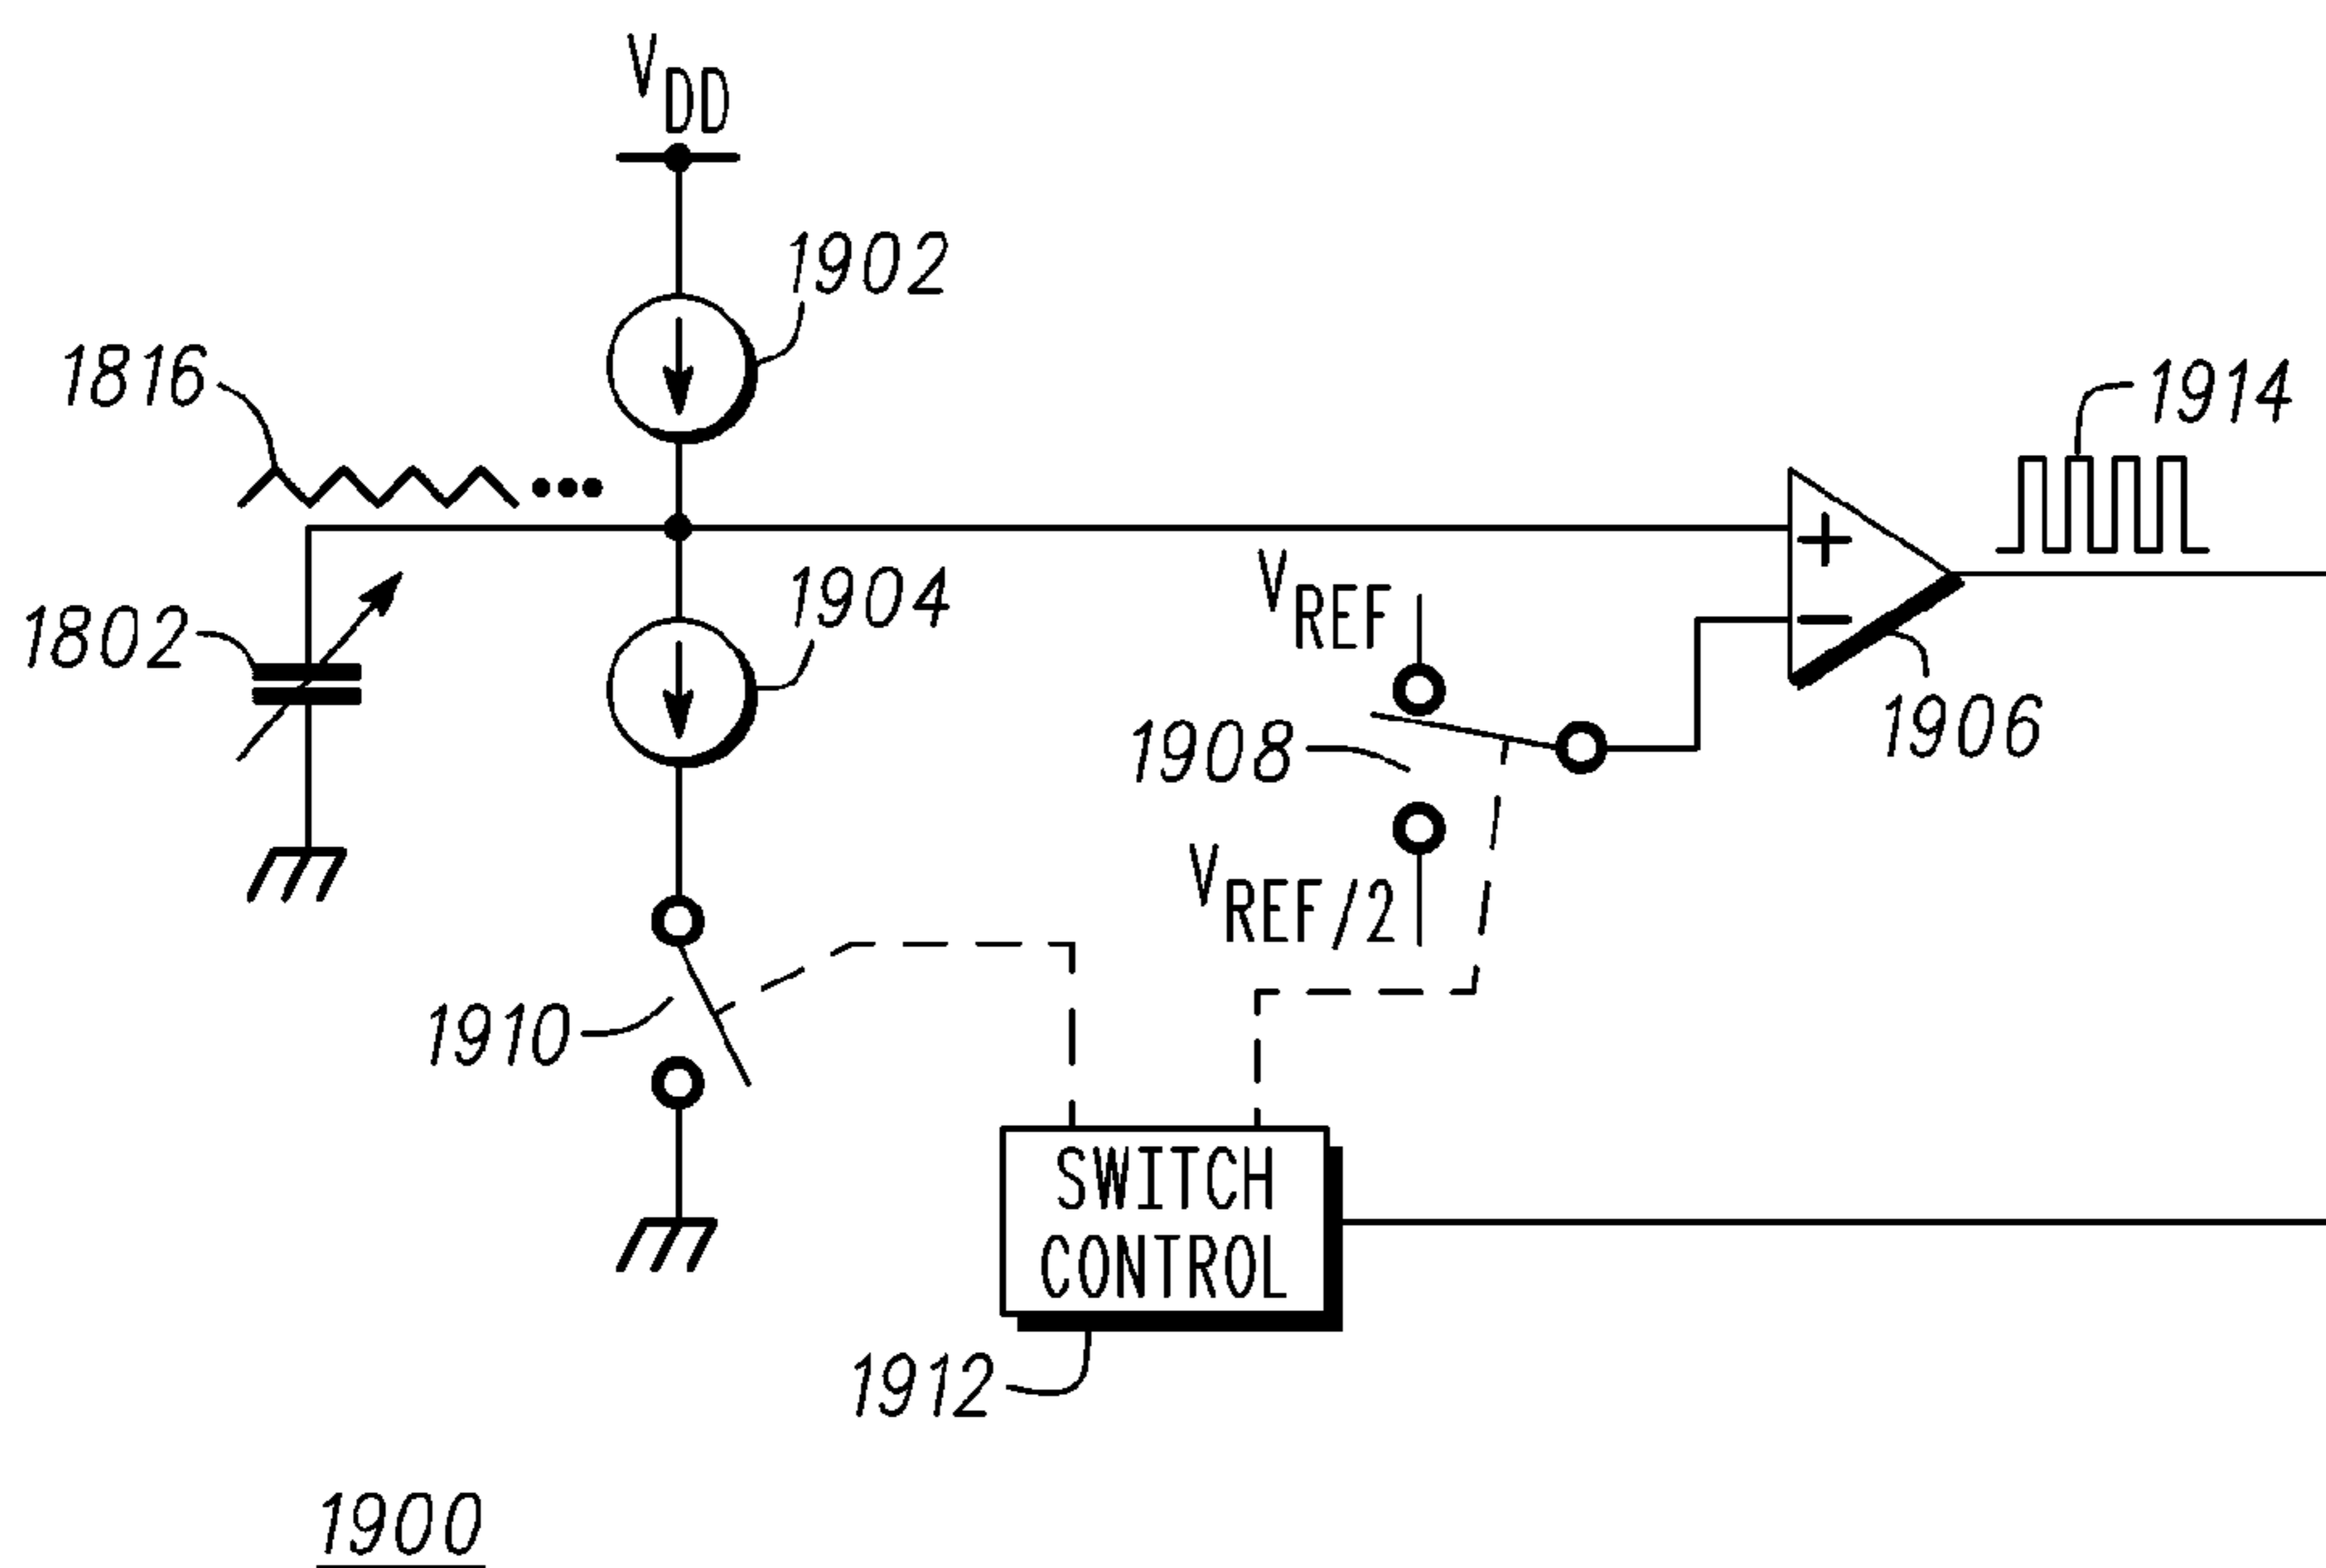 VDD
1902
1816
1914
1904
VREF
1802
+
−
1906
1908
VREF/2
1910
SWITCH
CONTROL
1912
1900